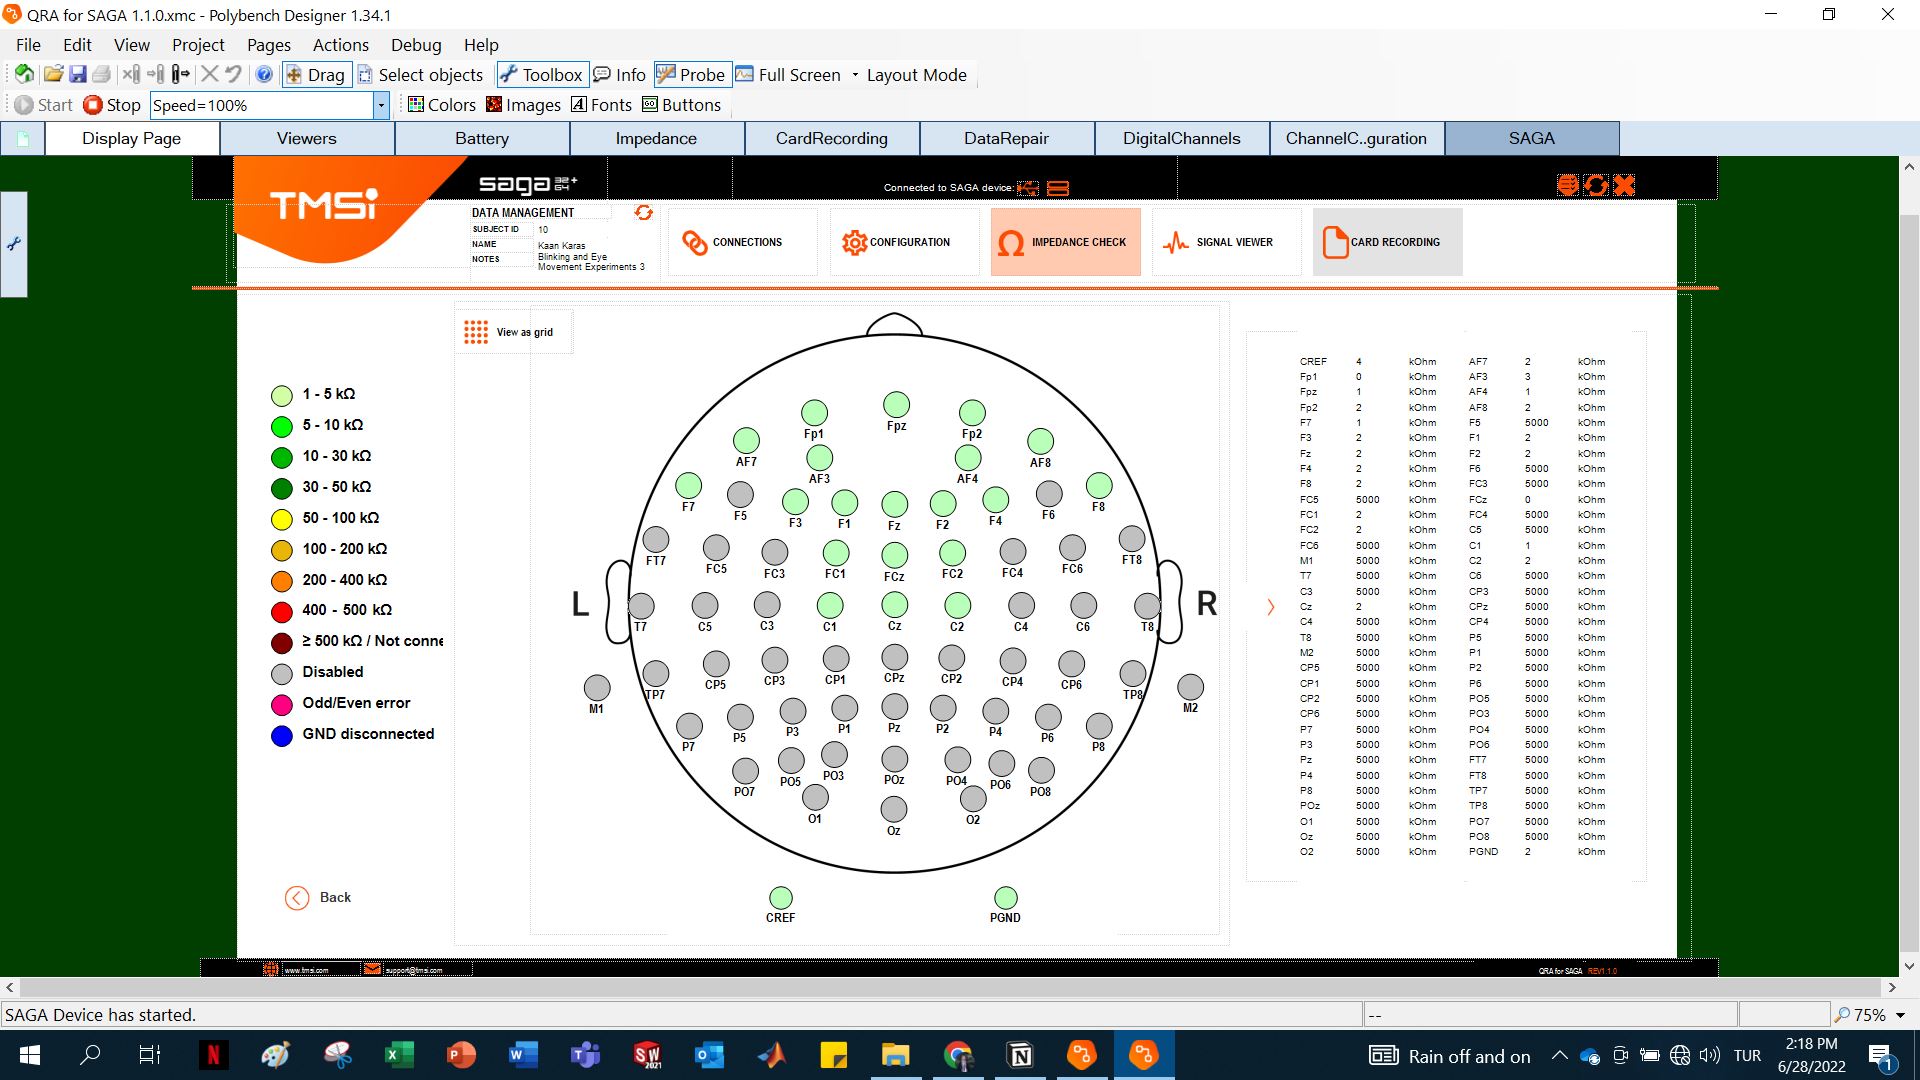 QRA for SAGA 1.1.0.xmc - Polybench Designer 1.34.1
File Edit View Project Pages Actions Debug Help
Drag Select objects Toolbox Info Probe Full Screen Layout Mode
Start Stop Speed=100% Colors Images Fonts Buttons
Display Page Viewers Battery Impedance CardRecording DataRepair DigitalChannels ChannelC..guration SAGA
TMSi saga 32+ 64+
Connected to SAGA device:
DATA MANAGEMENT
SUBJECT ID 10
NAME Kaan Karas
NOTES Blinking and Eye
Movement Experiments 3
CONNECTIONS CONFIGURATION IMPEDANCE CHECK SIGNAL VIEWER CARD RECORDING
View as grid
1 - 5 kΩ
5 - 10 kΩ
10 - 30 kΩ
30 - 50 kΩ
50 - 100 kΩ
100 - 200 kΩ
200 - 400 kΩ
400 - 500 kΩ
≥ 500 kΩ / Not conne
Disabled
Odd/Even error
GND disconnected
Back
Fp1 Fpz Fp2
AF7 AF3 AF4 AF8
F7 F5 F3 F1 Fz F2 F4 F6 F8
FT7 FC5 FC3 FC1 FCz FC2 FC4 FC6 FT8
L R
T7 C5 C3 C1 Cz C2 C4 C6 T8
TP7 CP5 CP3 CP1 CPz CP2 CP4 CP6 TP8
M1 M2
P7 P5 P3 P1 Pz P2 P4 P6 P8
PO7 PO5 PO3 POz PO4 PO6 PO8
O1 Oz O2
CREF PGND
CREF 4 kOhm AF7 2 kOhm
Fp1 0 kOhm AF3 3 kOhm
Fpz 1 kOhm AF4 1 kOhm
Fp2 2 kOhm AF8 2 kOhm
F7 1 kOhm F5 5000 kOhm
F3 2 kOhm F1 2 kOhm
Fz 2 kOhm F2 2 kOhm
F4 2 kOhm F6 5000 kOhm
F8 2 kOhm FC3 5000 kOhm
FC5 5000 kOhm FCz 0 kOhm
FC1 2 kOhm FC4 5000 kOhm
FC2 2 kOhm C5 5000 kOhm
FC6 5000 kOhm C1 1 kOhm
M1 5000 kOhm C2 2 kOhm
T7 5000 kOhm C6 5000 kOhm
C3 5000 kOhm CP3 5000 kOhm
Cz 2 kOhm CPz 5000 kOhm
C4 5000 kOhm CP4 5000 kOhm
T8 5000 kOhm P5 5000 kOhm
M2 5000 kOhm P1 5000 kOhm
CP5 5000 kOhm P2 5000 kOhm
CP1 5000 kOhm P6 5000 kOhm
CP2 5000 kOhm PO5 5000 kOhm
CP6 5000 kOhm PO3 5000 kOhm
P7 5000 kOhm PO4 5000 kOhm
P3 5000 kOhm PO6 5000 kOhm
Pz 5000 kOhm FT7 5000 kOhm
P4 5000 kOhm FT8 5000 kOhm
P8 5000 kOhm TP7 5000 kOhm
POz 5000 kOhm TP8 5000 kOhm
O1 5000 kOhm PO7 5000 kOhm
Oz 5000 kOhm PO8 5000 kOhm
O2 5000 kOhm PGND 2 kOhm
www.tmsi.com support@tmsi.com QRA for SAGA REV1.1.0
SAGA Device has started. -- 75%
Rain off and on TUR 2:18 PM
6/28/2022
1